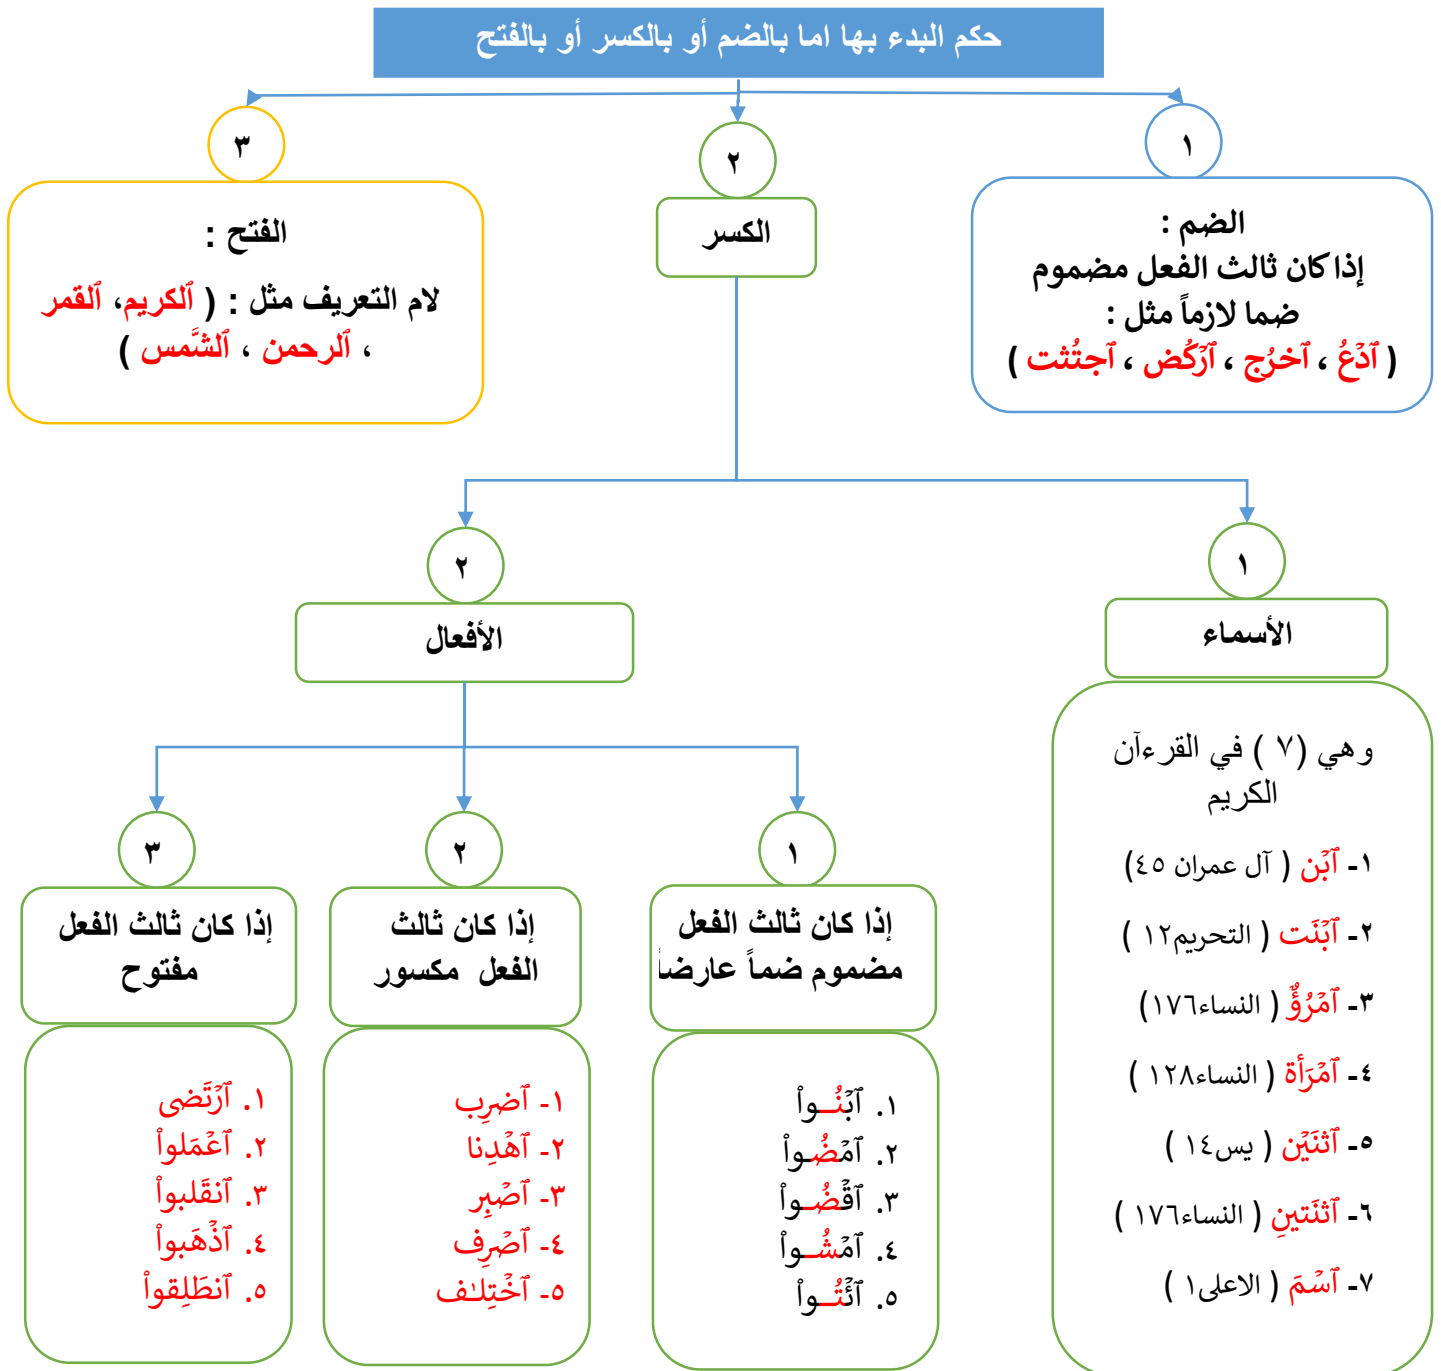 حكم البدء بها اما بالضم أو بالكسر أو بالفتح
١
الضم :
إذا كان ثالث الفعل مضموم
ضما لازماً مثل :
( ٱدْعُ ، ٱخرُج ، ٱرْكُض ، ٱجتُثت )
٢
الكسر
٣
الفتح :
لام التعريف مثل : ( ٱلكريم، ٱلقمر
، ٱلرحمن ، ٱلشَّمس )
١
الأسماء
وهي (٧ ) في القرءآن
الكريم
١- ٱبْن ( آل عمران ٤٥)
٢- ٱبْنَت ( التحريم١٢ )
٣- ٱمْرُؤٌ ( النساء١٧٦)
٤- ٱمْرَأة ( النساء١٢٨ )
٥- ٱثنَيْن ( يس١٤ )
٦- ٱثنَتينِ ( النساء١٧٦ )
٧- ٱسْمَ ( الاعلى١ )
٢
الأفعال
١
إذا كان ثالث الفعل
مضموم ضماً عارضاً
١. ٱبْنُـوا۟
٢. ٱمْضُـوا۟
٣. ٱقْضُـوا۟
٤. ٱمْشُـوا۟
٥. ٱئْتُـوا۟
٢
إذا كان ثالث
الفعل مكسور
١- ٱضرِب
٢- ٱهْدِنا
٣- ٱصْبِر
٤- ٱصْرِف
٥- ٱخْتِلَـٰف
٣
إذا كان ثالث الفعل
مفتوح
١. ٱرْتَضى
٢. ٱعْمَلوا۟
٣. ٱنقَلبوا۟
٤. ٱذْهَبوا۟
٥. ٱنطَلِقوا۟